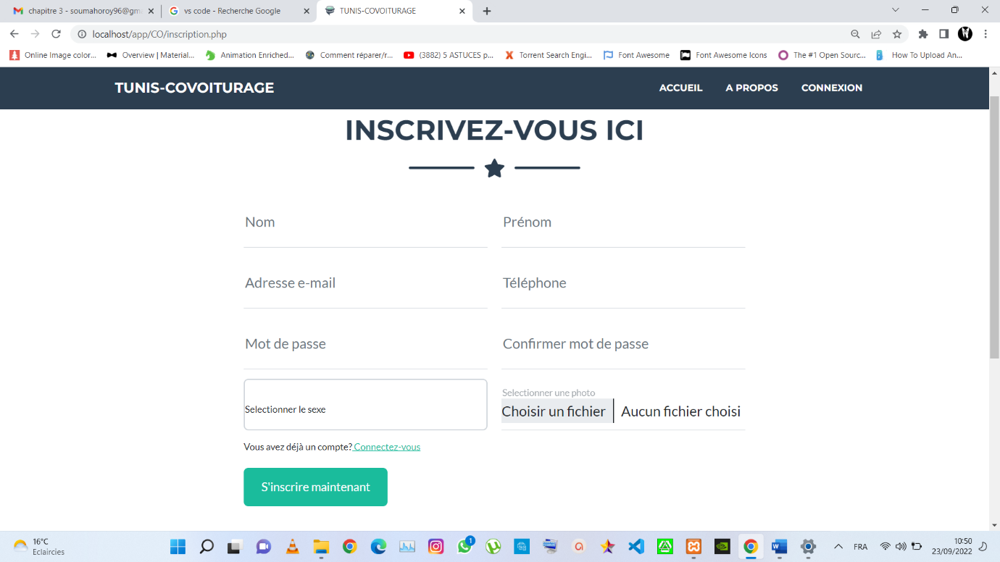 chapitre 3 - soumahoroy96@gm
vs code - Recherche Google
TUNIS-COVOITURAGE
localhost/app/CO/inscription.php
Online Image color...
Overview | Material...
Animation Enriched...
Comment réparer/r...
(3882) 5 ASTUCES p...
Torrent Search Engi...
Font Awesome
Font Awesome Icons
The #1 Open Sourc...
How To Upload An...
TUNIS-COVOITURAGE
ACCUEIL
A PROPOS
CONNEXION
INSCRIVEZ-VOUS ICI
Nom
Prénom
Adresse e-mail
Téléphone
Mot de passe
Confirmer mot de passe
Selectionner le sexe
Selectionner une photo
Choisir un fichier
Aucun fichier choisi
Vous avez déjà un compte? Connectez-vous
S'inscrire maintenant
16°C
Eclaircies
1
FRA
10:50
23/09/2022